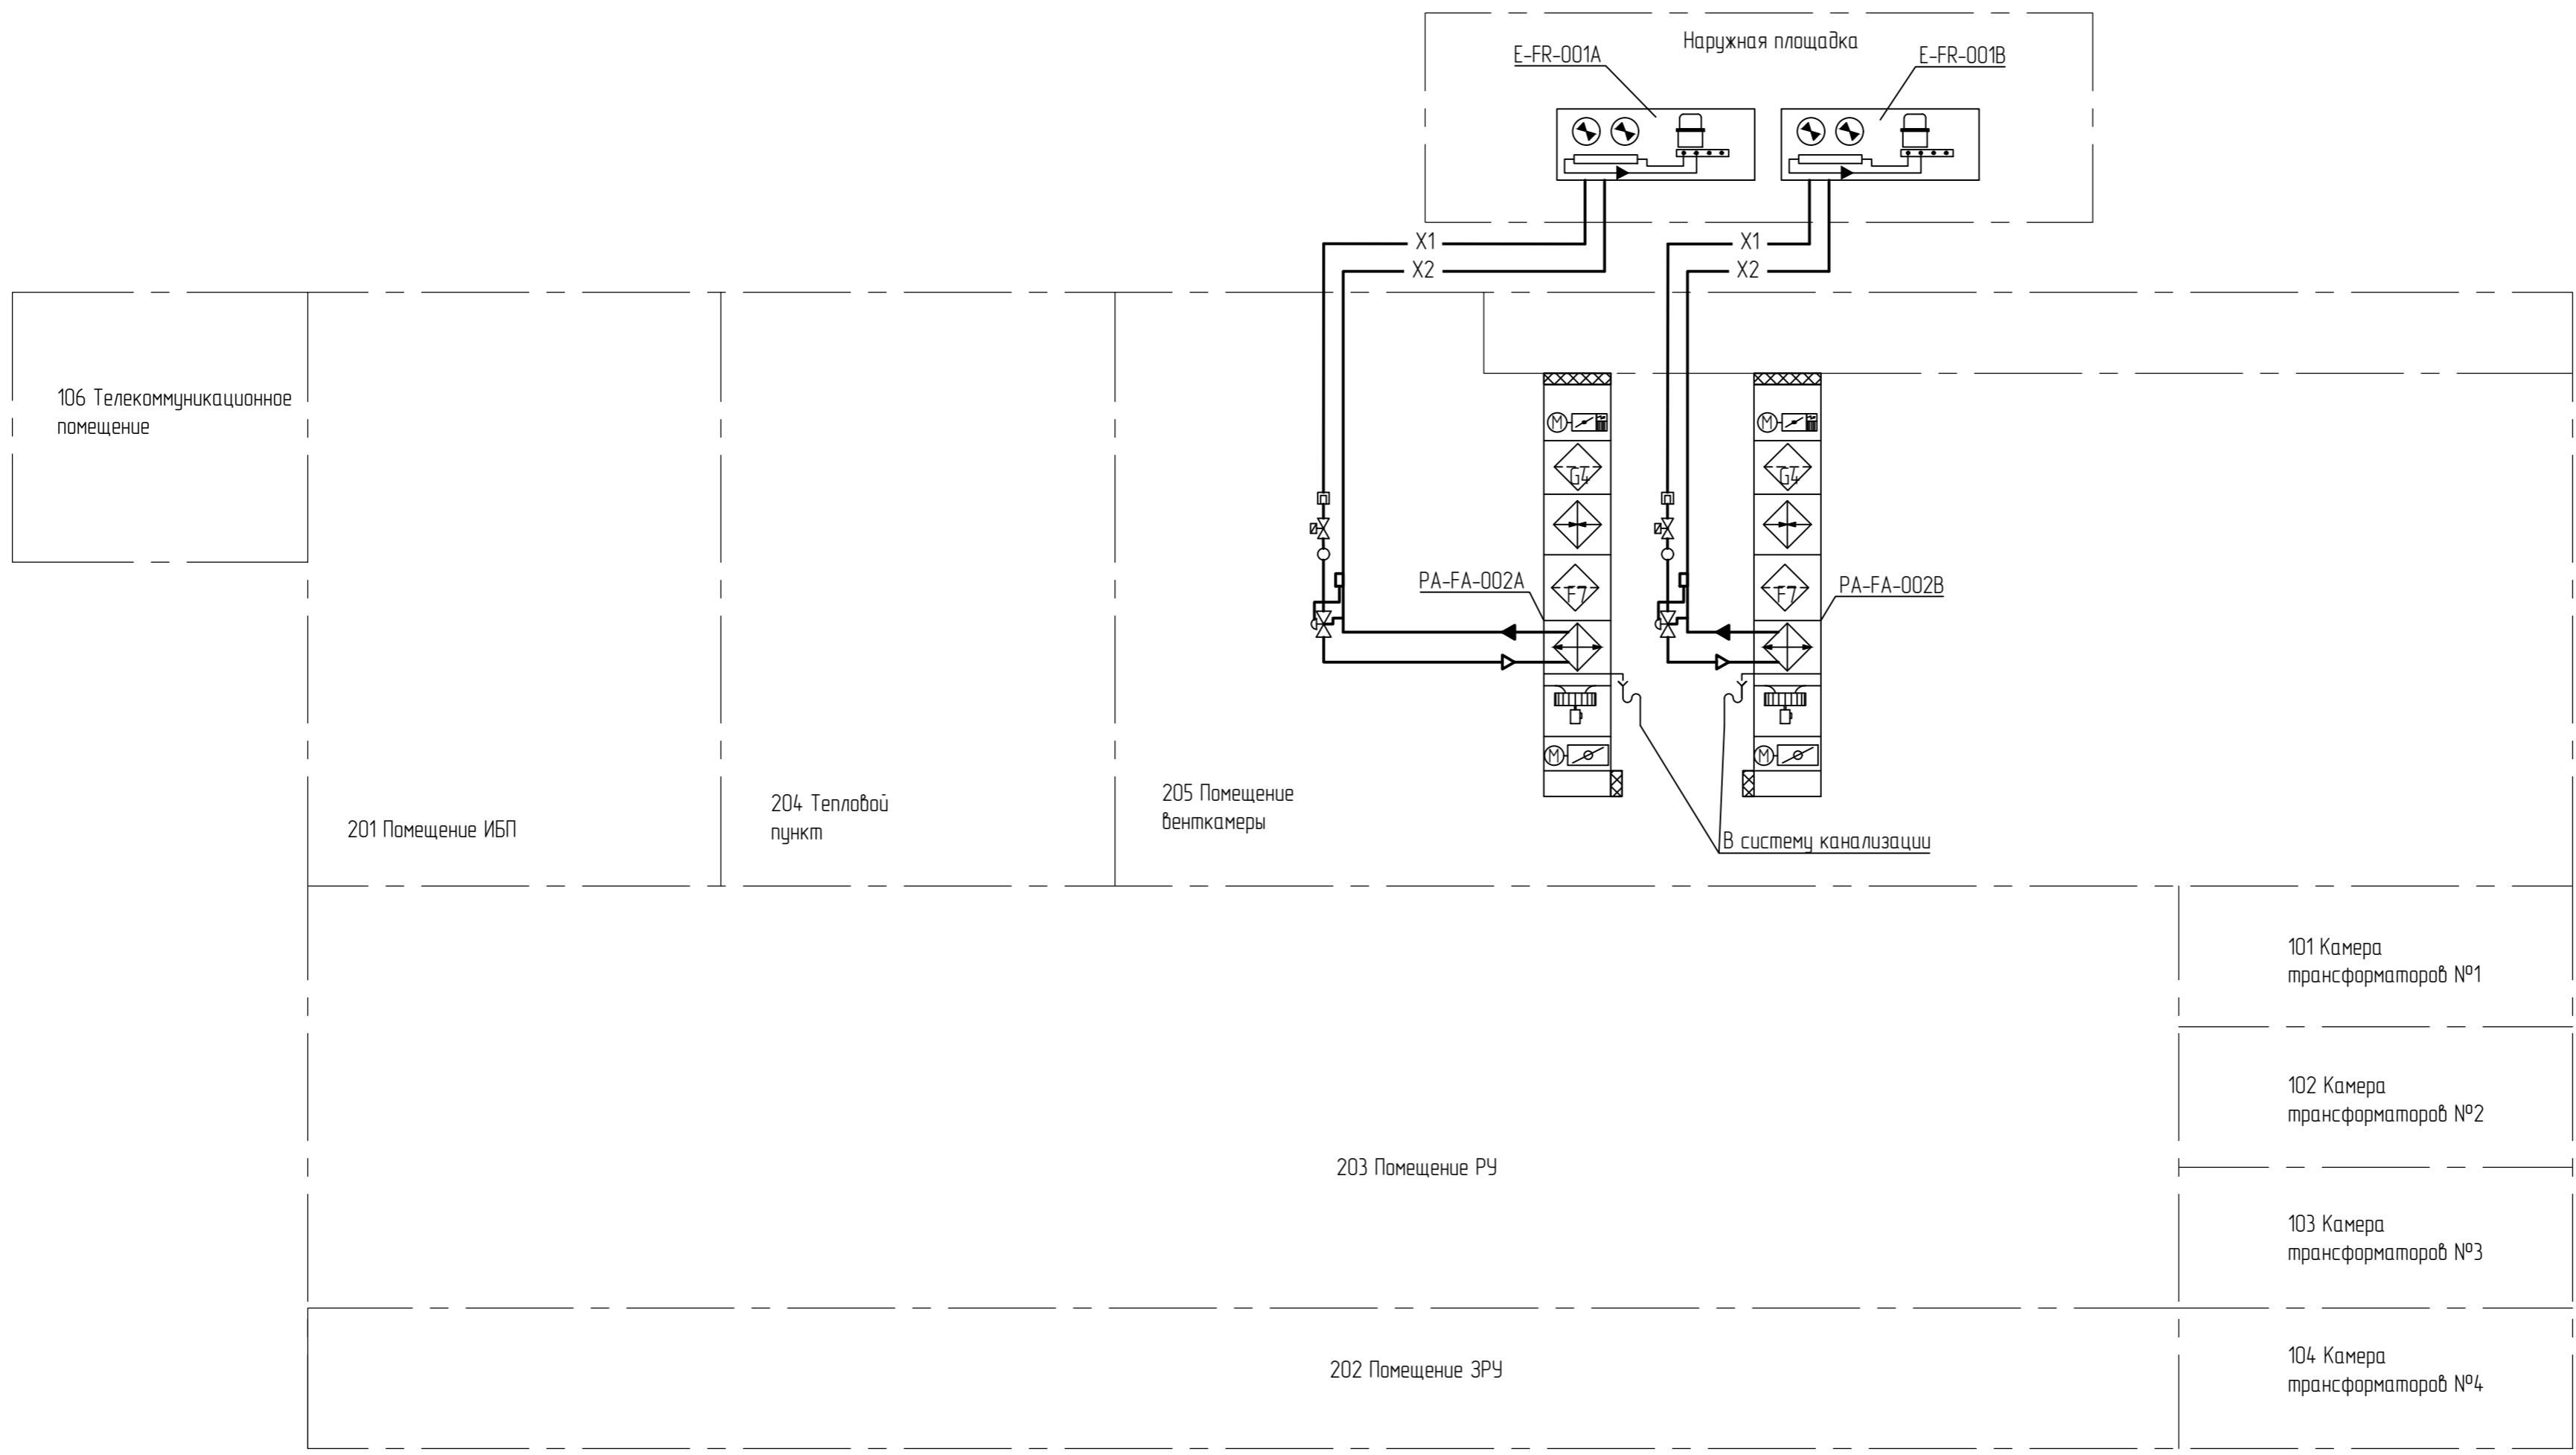 Наружная площадка
E-FR-001A
E-FR-001B
X1
X1
X2
X2
106 Телекоммуникационное
помещение
M
M
G4
G4
PA-FA-002A
F7
F7
PA-FA-002B
M
M
201 Помещение ИБП
204 Тепловой
пункт
205 Помещение
венткамеры
В систему канализации
101 Камера
трансформаторов №1
102 Камера
трансформаторов №2
203 Помещение РУ
103 Камера
трансформаторов №3
202 Помещение ЗРУ
104 Камера
трансформаторов №4